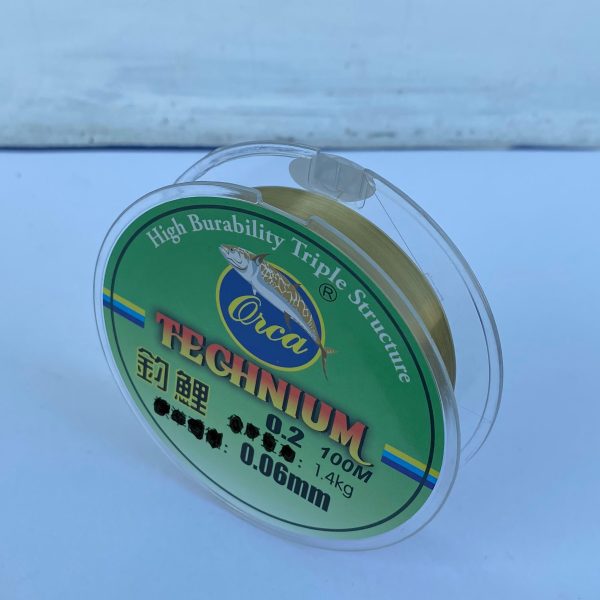 High Burability Triple Structure
®
Orca
TECHNIUM
釣鯉
0.2 100M
: : 1.4kg
0.06mm